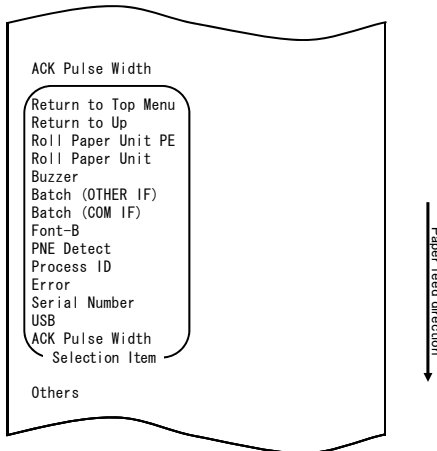 ACK Pulse Width
Return to Top Menu
Return to Up
Roll Paper Unit PE
Roll Paper Unit
Buzzer
Batch (OTHER IF)
Batch (COM IF)
Font-B
PNE Detect
Process ID
Error
Serial Number
USB
ACK Pulse Width
Selection Item
Others
Paper feed direction